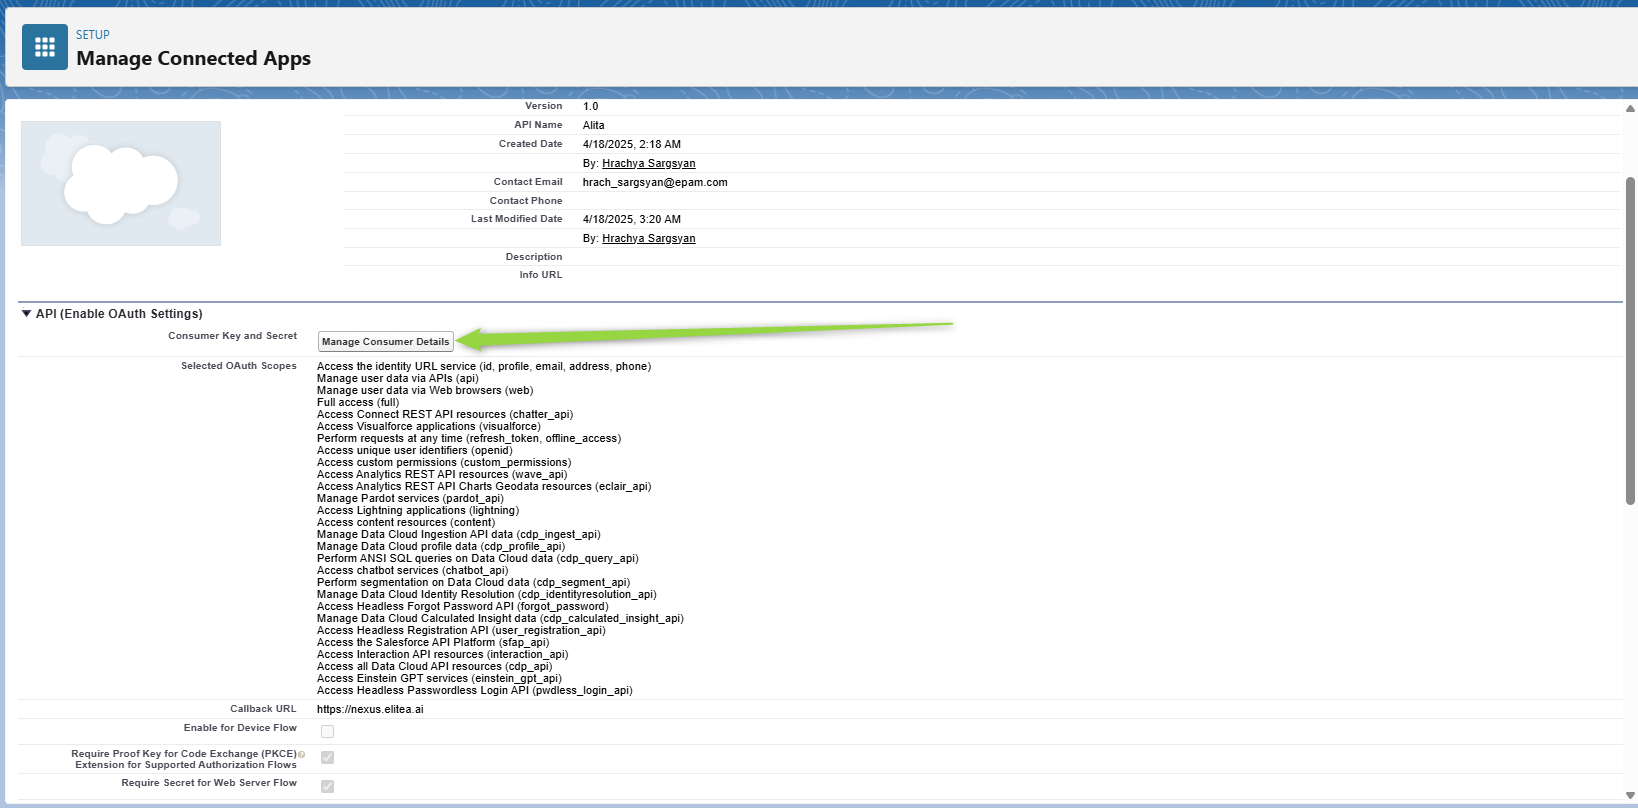 SETUP
Manage Connected Apps
Version 1.0
API Name Alita
Created Date 4/18/2025, 2:18 AM
By: Hrachya Sargsyan
Contact Email hrach_sargsyan@epam.com
Contact Phone
Last Modified Date 4/18/2025, 3:20 AM
By: Hrachya Sargsyan
Description
Info URL
API (Enable OAuth Settings)
Consumer Key and Secret Manage Consumer Details
Selected OAuth Scopes Access the identity URL service (id, profile, email, address, phone)
Manage user data via APIs (api)
Manage user data via Web browsers (web)
Full access (full)
Access Connect REST API resources (chatter_api)
Access Visualforce applications (visualforce)
Perform requests at any time (refresh_token, offline_access)
Access unique user identifiers (openid)
Access custom permissions (custom_permissions)
Access Analytics REST API resources (wave_api)
Access Analytics REST API Charts Geodata resources (eclair_api)
Manage Pardot services (pardot_api)
Access Lightning applications (lightning)
Access content resources (content)
Manage Data Cloud Ingestion API data (cdp_ingest_api)
Manage Data Cloud profile data (cdp_profile_api)
Perform ANSI SQL queries on Data Cloud data (cdp_query_api)
Access chatbot services (chatbot_api)
Perform segmentation on Data Cloud data (cdp_segment_api)
Manage Data Cloud Identity Resolution (cdp_identityresolution_api)
Access Headless Forgot Password API (forgot_password)
Manage Data Cloud Calculated Insight data (cdp_calculated_insight_api)
Access Headless Registration API (user_registration_api)
Access the Salesforce API Platform (sfap_api)
Access Interaction API resources (interaction_api)
Access all Data Cloud API resources (cdp_api)
Access Einstein GPT services (einstein_gpt_api)
Access Headless Passwordless Login API (pwdless_login_api)
Callback URL https://nexus.elitea.ai
Enable for Device Flow
Require Proof Key for Code Exchange (PKCE)
Extension for Supported Authorization Flows
Require Secret for Web Server Flow